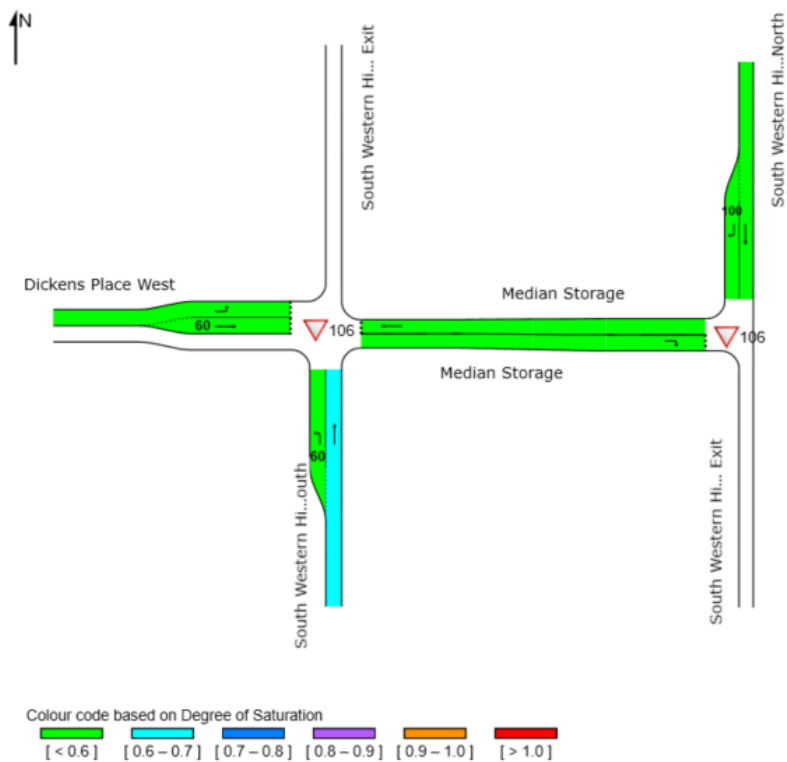 N
South Western Hi... Exit
South Western Hi...North
100
Dickens Place West
Median Storage
60
106
106
Median Storage
60
South Western Hi...outh
South Western Hi... Exit
Colour code based on Degree of Saturation
[ < 0.6 ] [ 0.6 – 0.7 ] [ 0.7 – 0.8 ] [ 0.8 – 0.9 ] [ 0.9 – 1.0 ] [ > 1.0 ]